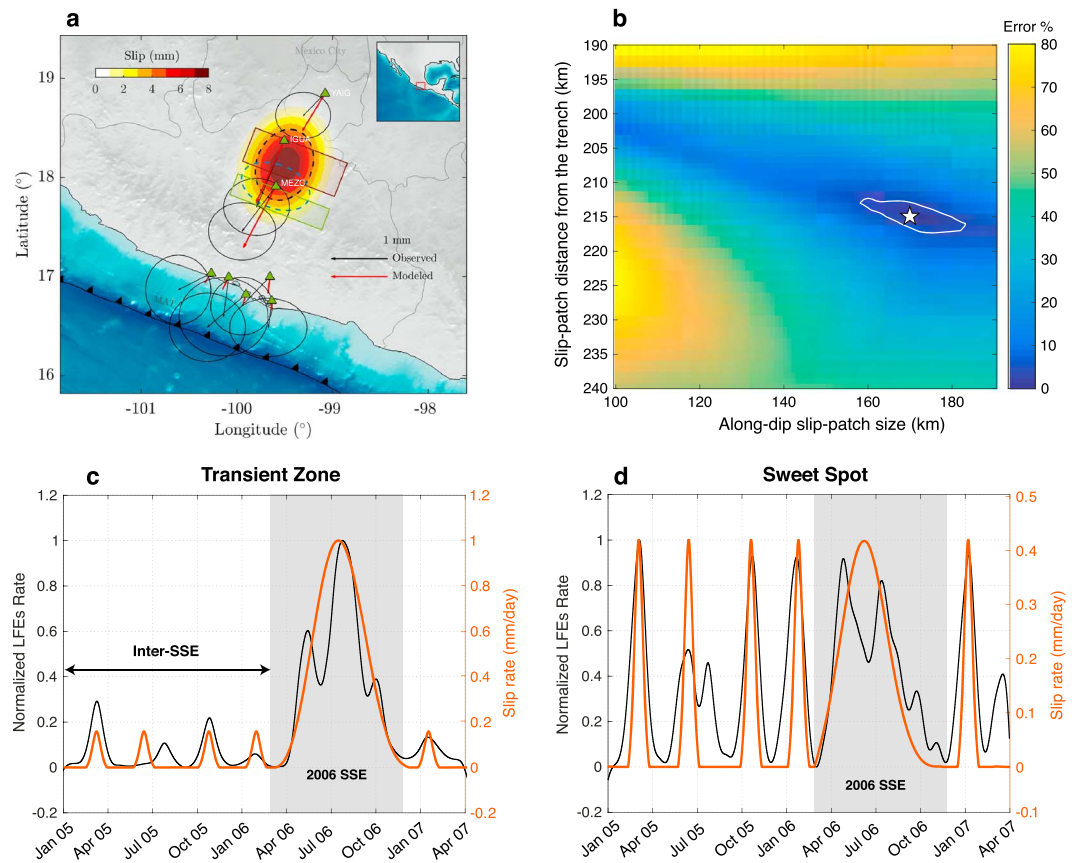 a
Slip (mm)
0 2 4 6 8
Mexico City
YAIG
IGUA
MEZC
1 mm
Observed
Modeled
MAT
19
18
17
16
Latitude (°)
-101 -100 -99 -98
Longitude (°)
b
Error %
190
195
200
205
210
215
220
225
230
235
240
Slip-patch distance from the trench (km)
100 120 140 160 180
Along-dip slip-patch size (km)
80
70
60
50
40
30
20
10
0
c
Transient Zone
1.2
1
0.8
0.6
0.4
0.2
0
-0.2
Normalized LFEs Rate
Inter-SSE
2006 SSE
1.2
1
0.8
0.6
0.4
0.2
0
-0.2
Slip rate (mm/day)
Jan 05 Apr 05 Jul 05 Oct 05 Jan 06 Apr 06 Jul 06 Oct 06 Jan 07 Apr 07
d
Sweet Spot
1.2
1
0.8
0.6
0.4
0.2
0
-0.2
Normalized LFEs Rate
2006 SSE
0.5
0.4
0.3
0.2
0.1
0
-0.1
Slip rate (mm/day)
Jan 05 Apr 05 Jul 05 Oct 05 Jan 06 Apr 06 Jul 06 Oct 06 Jan 07 Apr 07